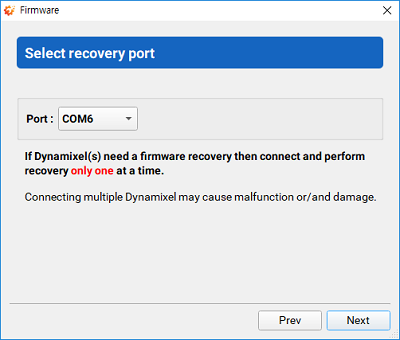 Firmware
Select recovery port
Port : COM6
If Dynamixel(s) need a firmware recovery then connect and perform
recovery only one at a time.
Connecting multiple Dynamixel may cause malfunction or/and damage.
Prev Next